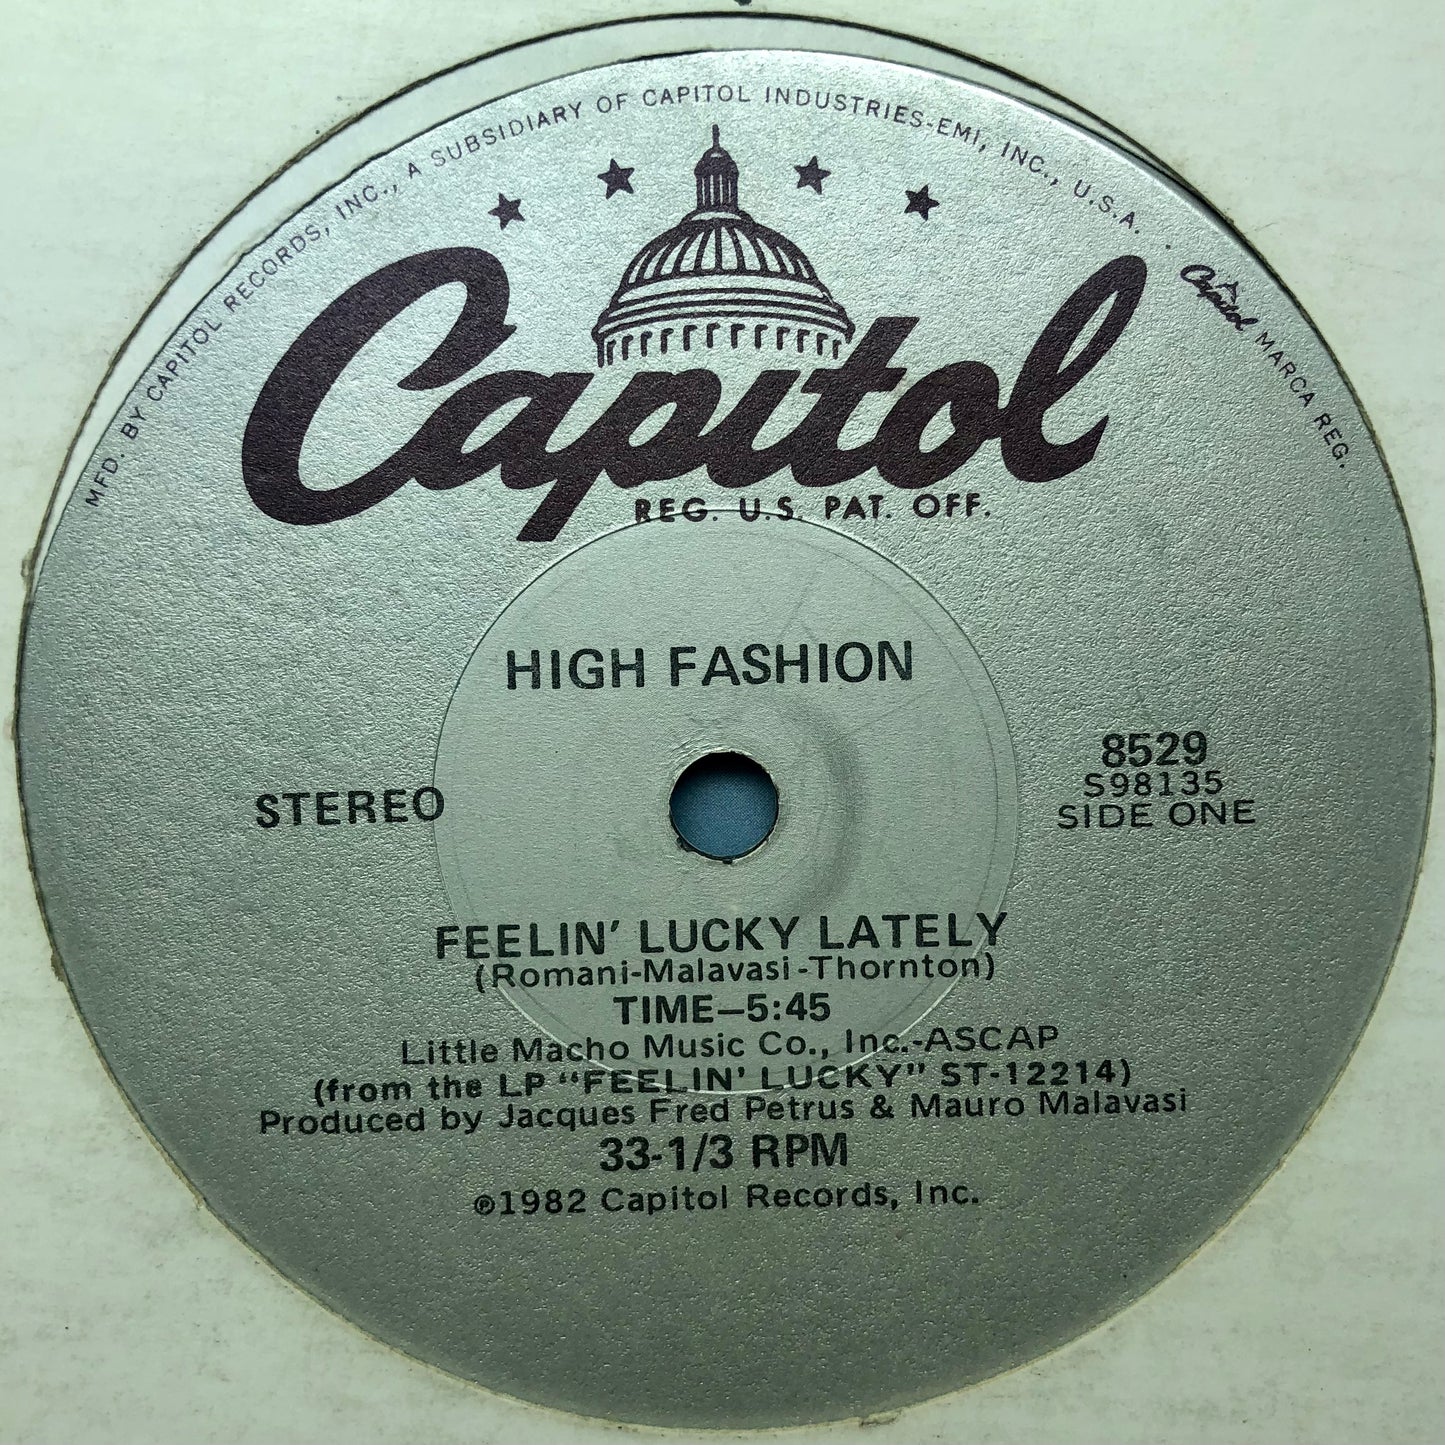 MFD. BY CAPITOL RECORDS, INC., A SUBSIDIARY OF CAPITOL INDUSTRIES-EMI, INC., U.S.A. . Capitol MARCA REG.
Capitol
REG. U.S. PAT. OFF.
HIGH FASHION
STEREO
8529
S98135
SIDE ONE
FEELIN' LUCKY LATELY
(Romani-Malavasi-Thornton)
TIME—5:45
Little Macho Music Co., Inc.-ASCAP
(from the LP “FEELIN' LUCKY” ST-12214)
Produced by Jacques Fred Petrus & Mauro Malavasi
33-1/3 RPM
℗1982 Capitol Records, Inc.